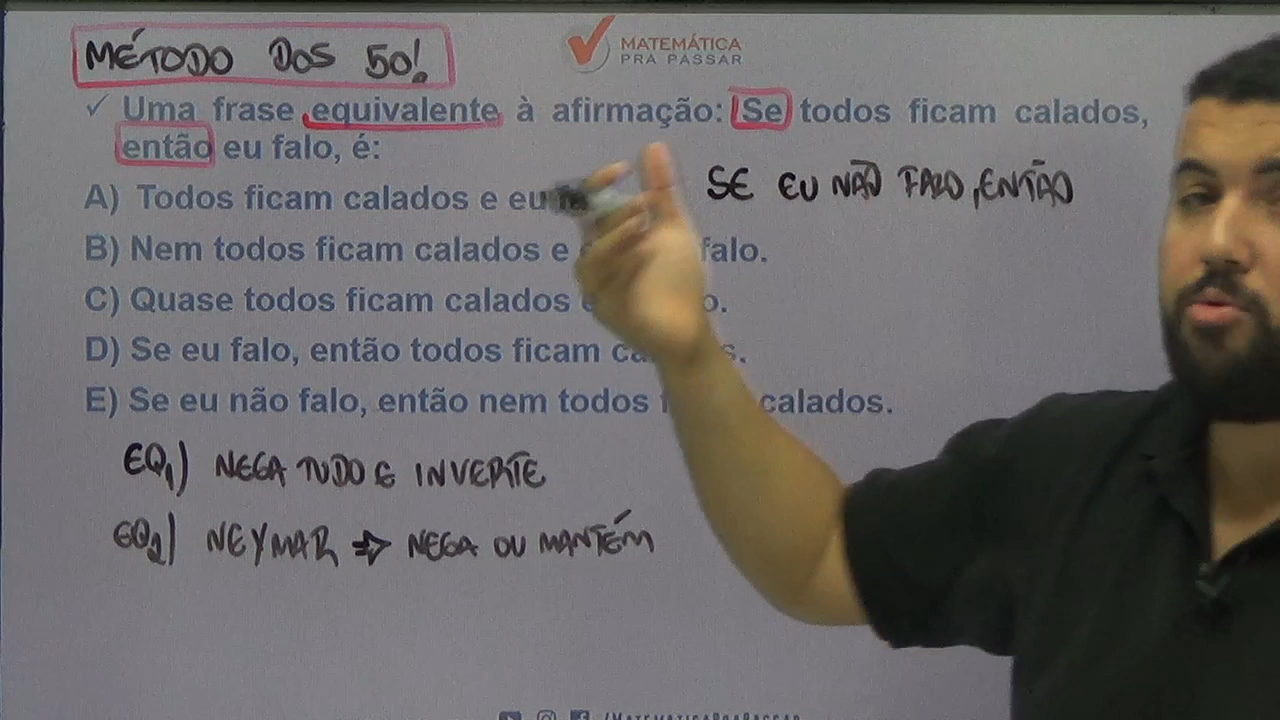 MÉTODO DOS 50!
MATEMÁTICA
PRA PASSAR
✓ Uma frase equivalente à afirmação: Se todos ficam calados,
então eu falo, é:
SE EU NÃO FALO, ENTÃO
A) Todos ficam calados e eu
B) Nem todos ficam calados e falo.
C) Quase todos ficam calados
D) Se eu falo, então todos ficam
E) Se eu não falo, então nem todos calados.
EQ1) NEGA TUDO E INVERTE
EQ2) NEYMAR ⇒ NEGA OU MANTÉM